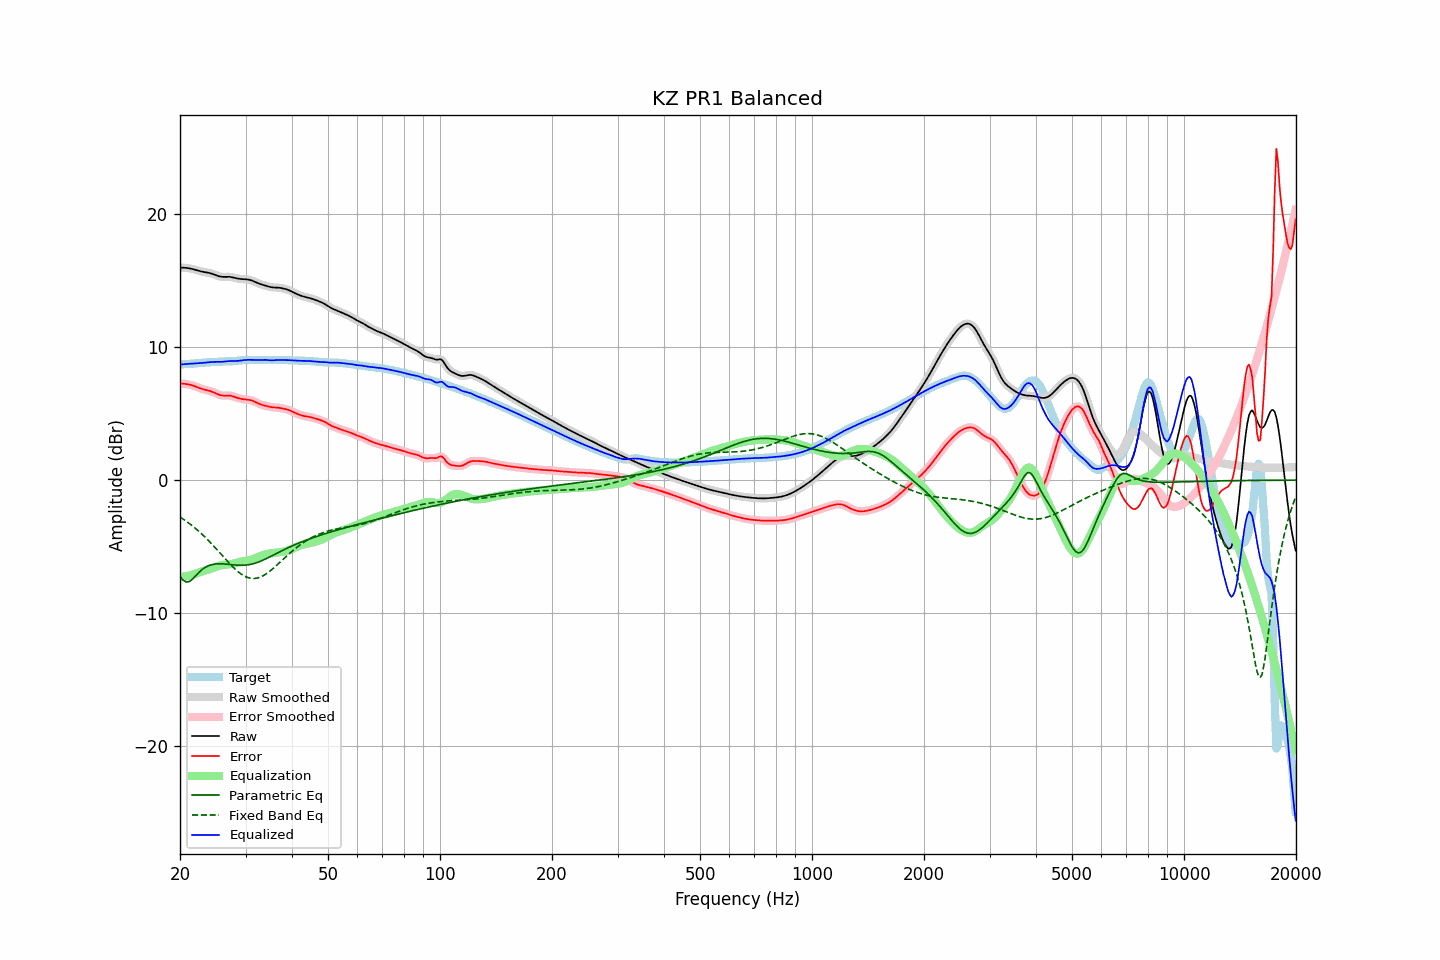 KZ PR1 Balanced
Amplitude (dBr)
20
10
0
−10
−20
Target
Raw Smoothed
Error Smoothed
Raw
Error
Equalization
Parametric Eq
Fixed Band Eq
Equalized
20
50
100
200
500
1000
2000
5000
10000
20000
Frequency (Hz)